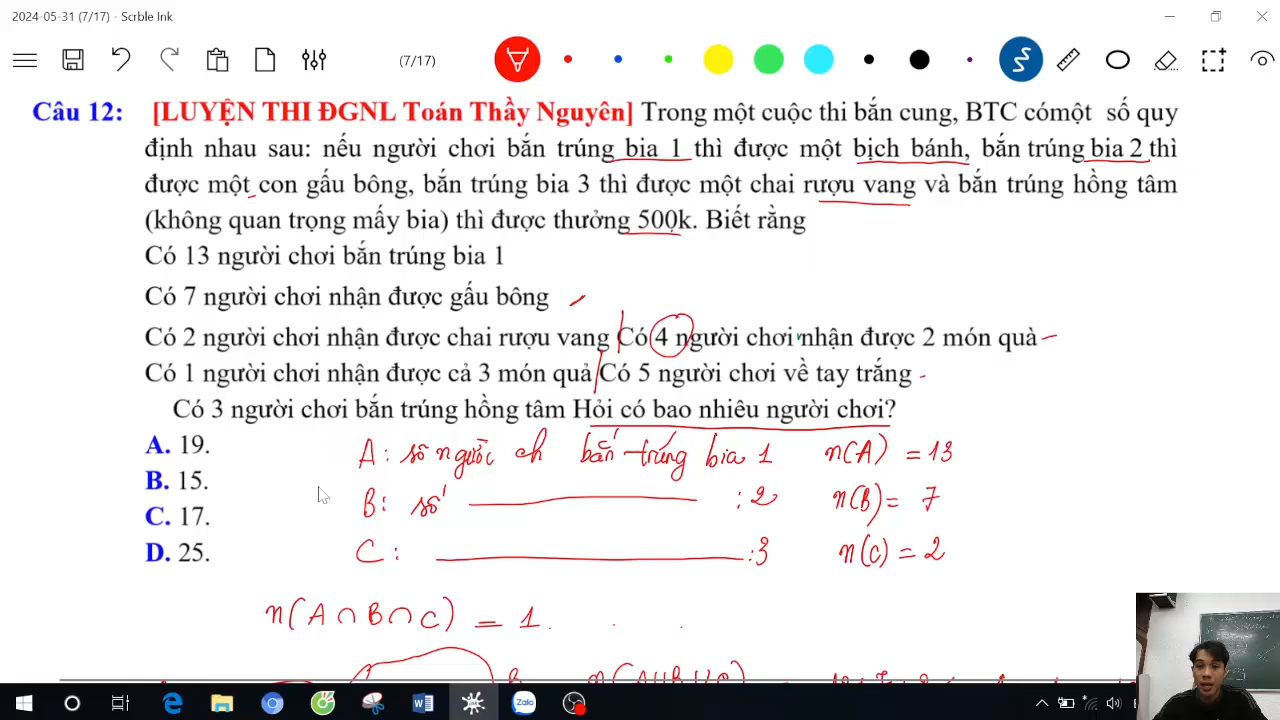 2024-05-31 (7/17) - Scrble Ink
(7/17)
Câu 12: [LUYỆN THI ĐGNL Toán Thầy Nguyên] Trong một cuộc thi bắn cung, BTC cómột số quy
định nhau sau: nếu người chơi bắn trúng bia 1 thì được một bịch bánh, bắn trúng bia 2 thì
được một con gấu bông, bắn trúng bia 3 thì được một chai rượu vang và bắn trúng hồng tâm
(không quan trọng mấy bia) thì được thưởng 500k. Biết rằng
Có 13 người chơi bắn trúng bia 1
Có 7 người chơi nhận được gấu bông
Có 2 người chơi nhận được chai rượu vang Có 4 người chơi nhận được 2 món quà
Có 1 người chơi nhận được cả 3 món quả Có 5 người chơi về tay trắng
Có 3 người chơi bắn trúng hồng tâm Hỏi có bao nhiêu người chơi?
A. 19.
B. 15.
C. 17.
D. 25.
A: số người ch bắn trúng bia 1 n(A) = 13
B: số : 2 n(B) = 7
C: : 3 n(C) = 2
n(A ∩ B ∩ C) = 1
Zalo